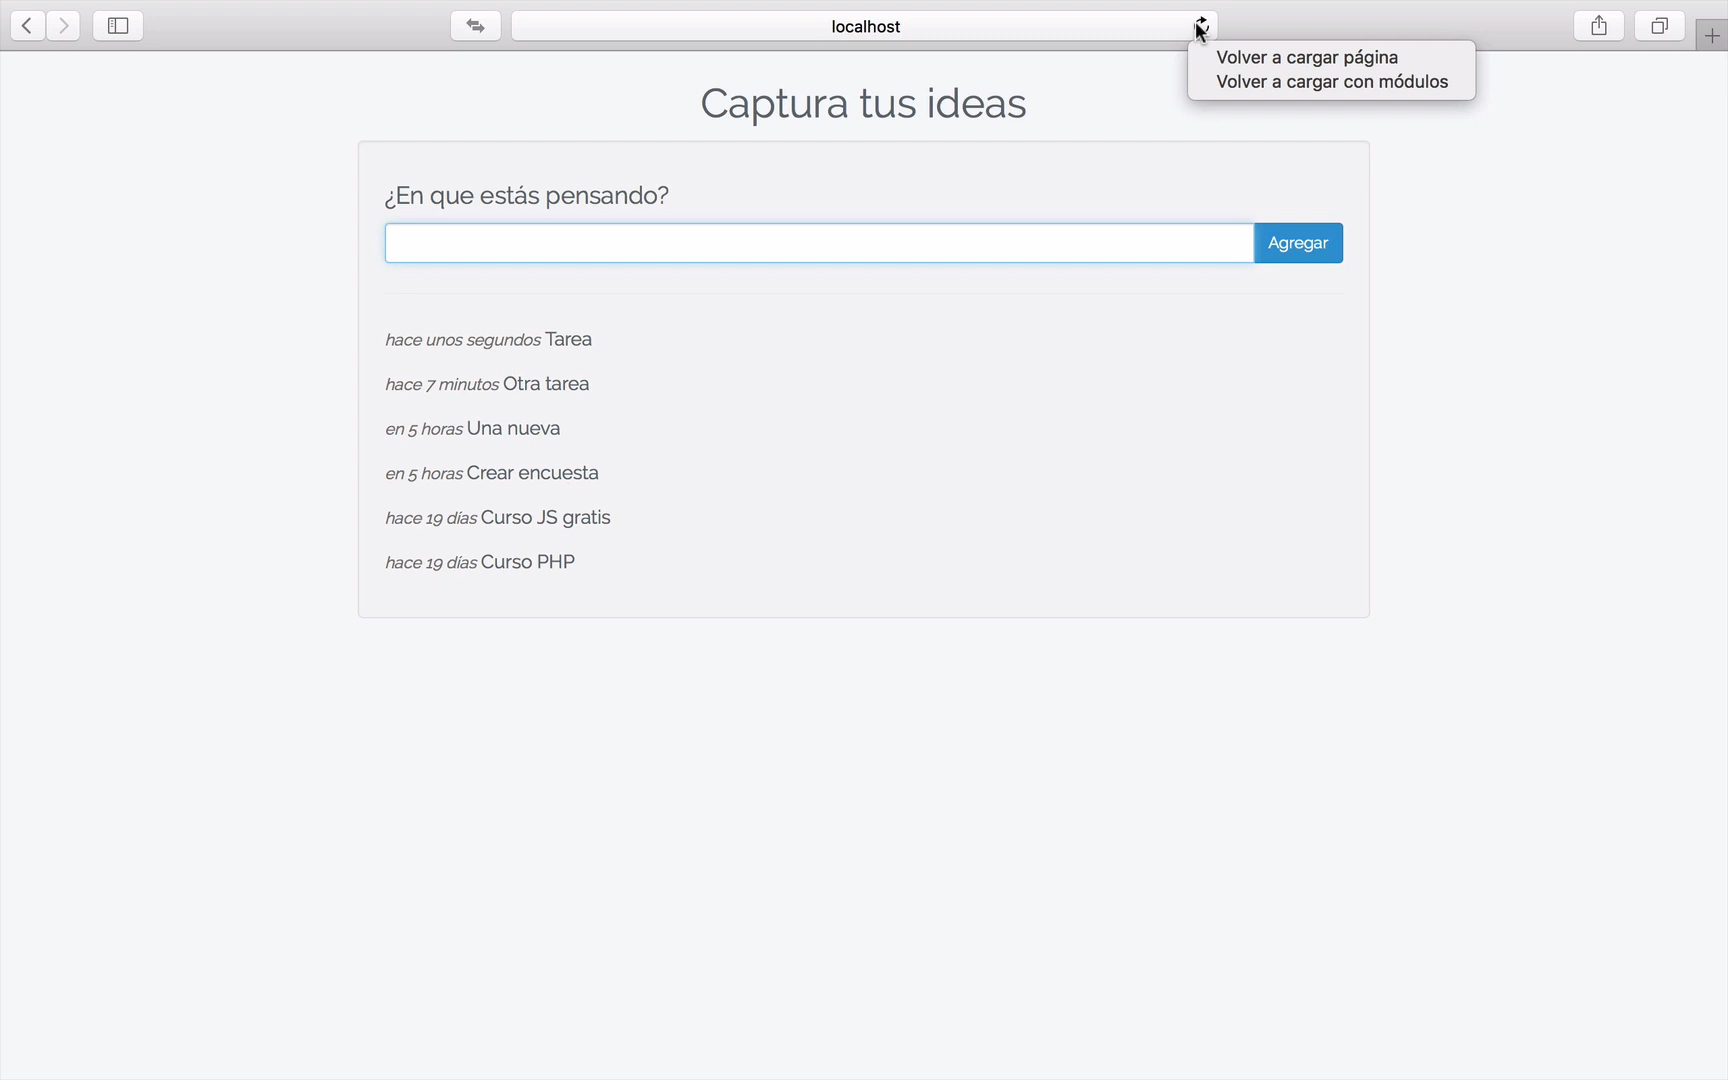 localhost
Volver a cargar página
Volver a cargar con módulos
Captura tus ideas
¿En que estás pensando?
Agregar
hace unos segundos Tarea
hace 7 minutos Otra tarea
en 5 horas Una nueva
en 5 horas Crear encuesta
hace 19 días Curso JS gratis
hace 19 días Curso PHP